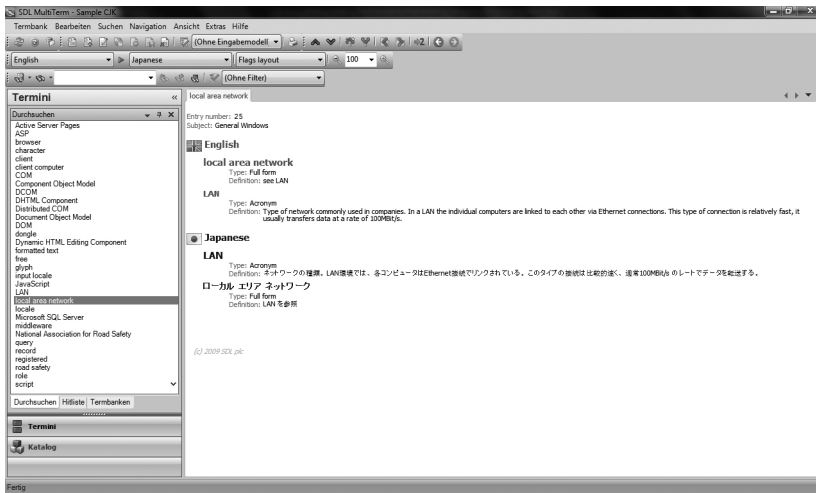 SDL MultiTerm - Sample CJK
Termbank Bearbeiten Suchen Navigation Ansicht Extras Hilfe
(Ohne Eingabemodell
English Japanese Flags layout 100
(Ohne Filter)
Termini
Durchsuchen
Active Server Pages
ASP
browser
character
client
client computer
COM
Component Object Model
DCOM
DHTML Component
Distributed COM
Document Object Model
DOM
dongle
Dynamic HTML Editing Component
formatted text
free
glyph
input locale
JavaScript
LAN
local area network
locale
Microsoft SQL Server
middleware
National Association for Road Safety
query
record
registered
road safety
role
script
Durchsuchen Hitliste Termbanken
Termini
Katalog
Fertig
local area network
Entry number: 25
Subject: General Windows
English
local area network
Type: Full form
Definition: see LAN
LAN
Type: Acronym
Definition: Type of network commonly used in companies. In a LAN the individual computers are linked to each other via Ethernet connections. This type of connection is relatively fast, it
usually transfers data at a rate of 100MBit/s.
Japanese
LAN
Type: Acronym
Definition: ネットワークの種類。LAN環境では、各コンピュータはEthernet接続でリンクされている。このタイプの接続は比較的速く、通常100MBit/s のレートでデータを転送する。
ローカル エリア ネットワーク
Type: Full form
Definition: LAN を参照
(c) 2009 SDL plc